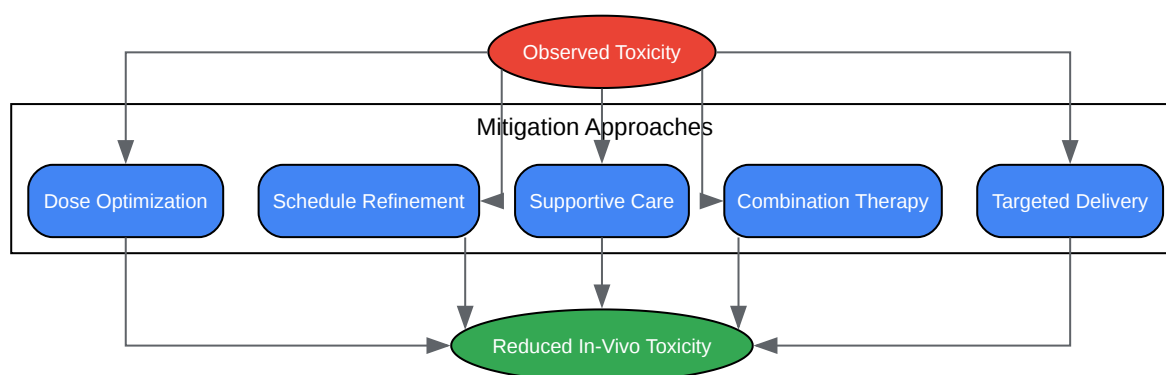 Observed Toxicity
Mitigation Approaches
Dose Optimization
Schedule Refinement
Supportive Care
Combination Therapy
Targeted Delivery
Reduced In-Vivo Toxicity